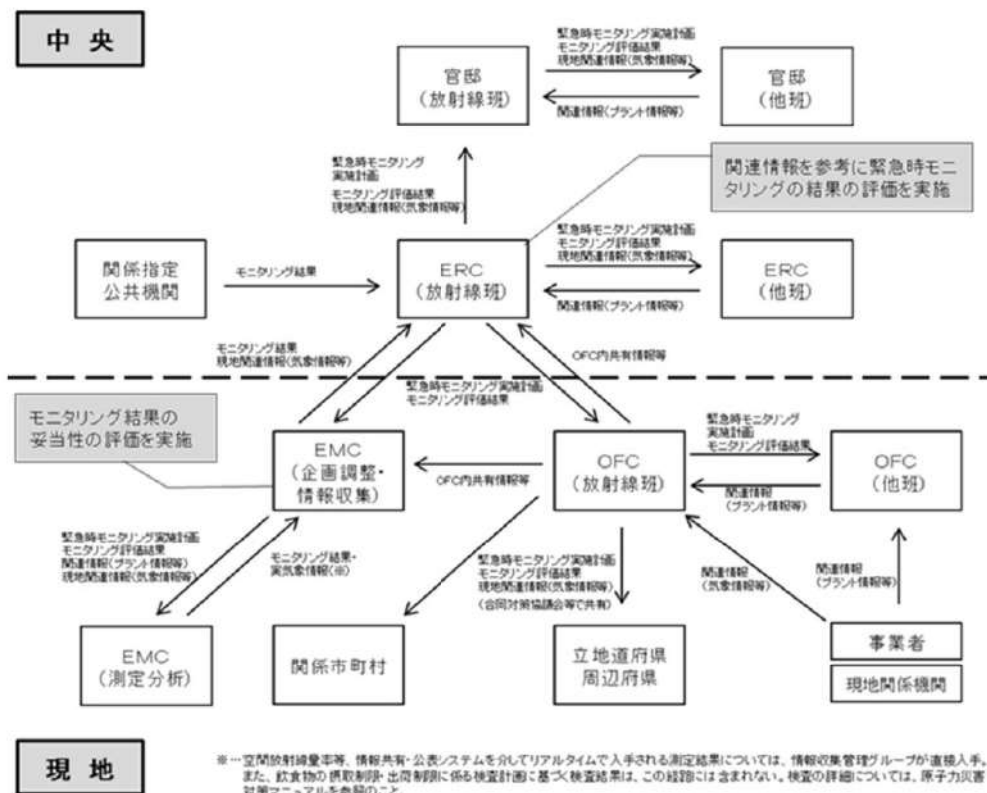 中 央
緊急時モニタリング実施計画
モニタリング評価結果
現地関連情報(気象情報等)
官邸
(放射線班)
官邸
(他班)
関連情報(プラント情報等)
緊急時モニタリング
実施計画
モニタリング評価結果
現地関連情報(気象情報等)
関連情報を参考に緊急時モニ
タリングの結果の評価を実施
関係指定
公共機関
モニタリング結果
ERC
(放射線班)
緊急時モニタリング実施計画
モニタリング評価結果
現地関連情報(気象情報等)
関連情報(プラント情報等)
ERC
(他班)
モニタリング結果
現地関連情報(気象情報等)
OFC内共有情報等
緊急時モニタリング実施計画
モニタリング評価結果
モニタリング結果の
妥当性の評価を実施
EMC
(企画調整・
情報収集)
OFC内共有情報等
OFC
(放射線班)
緊急時モニタリング
実施計画
モニタリング評価結果
関連情報
(プラント情報等)
OFC
(他班)
緊急時モニタリング実施計画
モニタリング評価結果
関連情報(プラント情報等)
現地関連情報(気象情報等)
モニタリング結果・
実気象情報(※)
緊急時モニタリング実施計画
モニタリング評価結果
現地関連情報(気象情報等)
(合同対策協議会等で共有)
関連情報
(気象情報等)
関連情報
(プラント情報等)
EMC
(測定分析)
関係市町村
立地道府県
周辺府県
事業者
現地関係機関
現 地
※…空間放射線量率等、情報共有・公表システムを介してリアルタイムで入手される測定結果については、情報収集管理グループが直接入手。
また、飲食物の摂取制限・出荷制限に係る検査計画に基づく検査結果は、この経路には含まれない。検査の詳細については、原子力災害
対策マニュアルを参照のこと